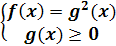 {f(x) = g²(x)
g(x) ≥ 0